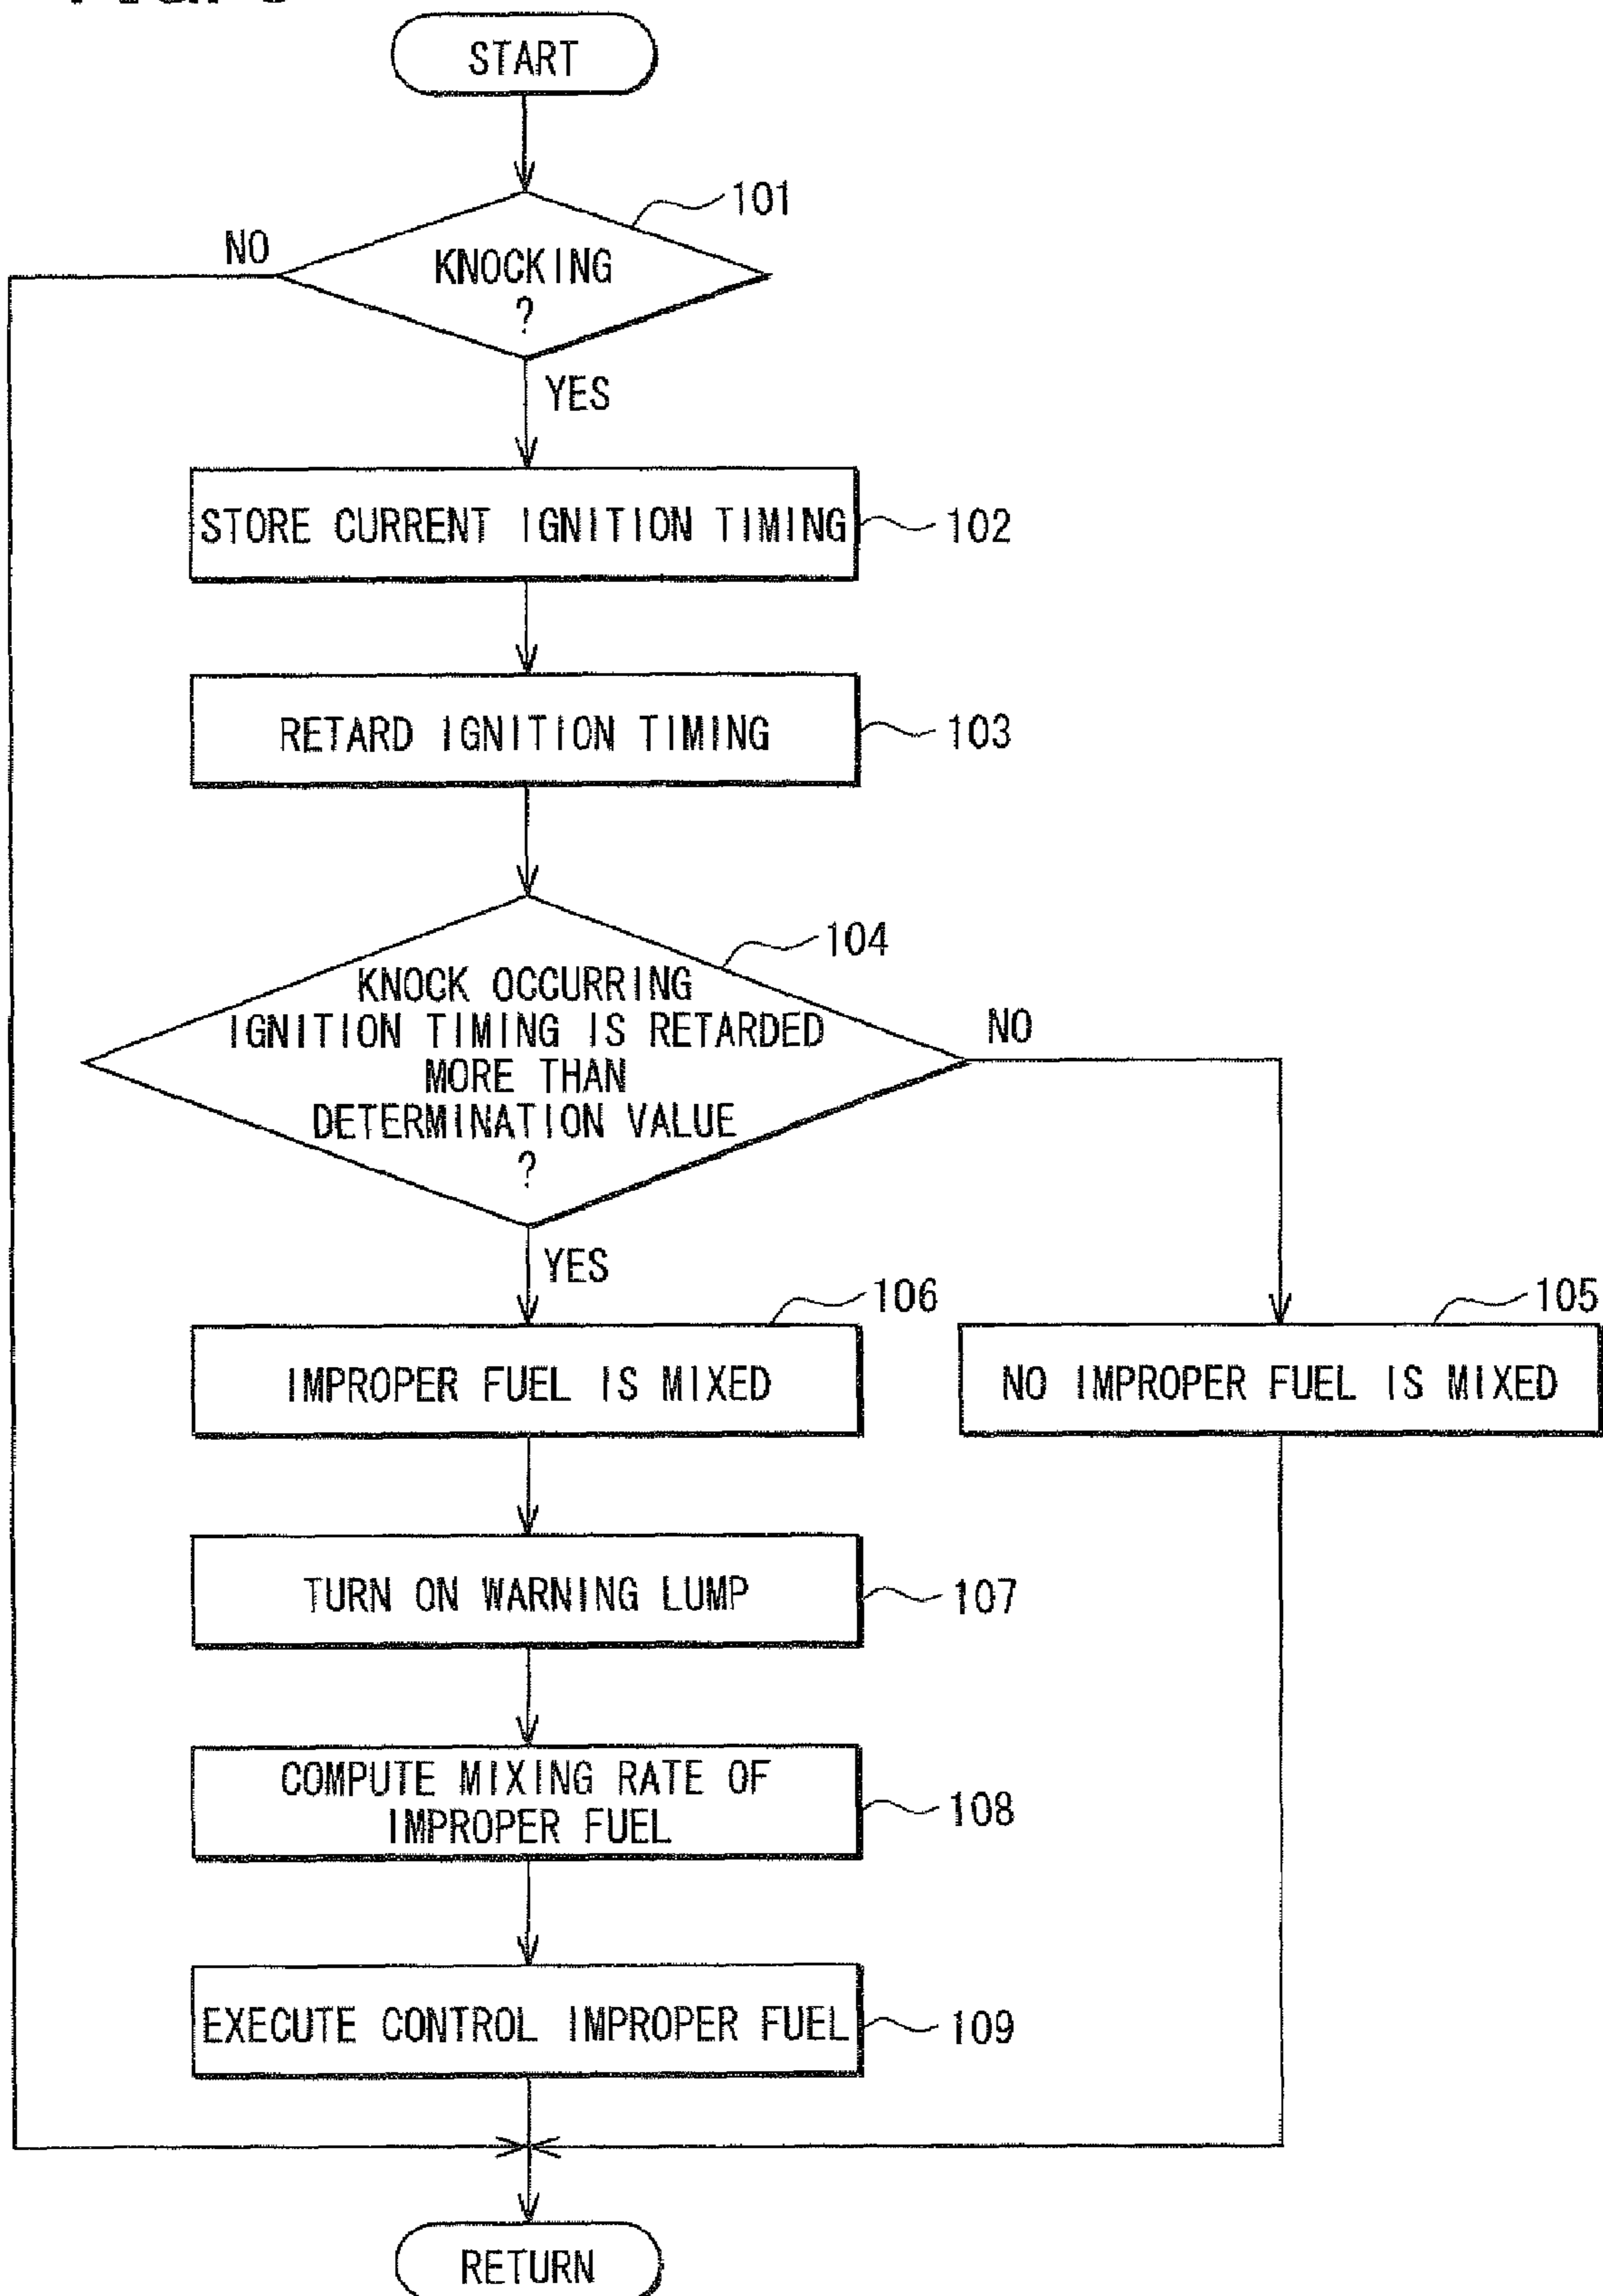 START
101
NO
KNOCKING
?
YES
STORE CURRENT IGNITION TIMING
102
RETARD IGNITION TIMING
103
104
KNOCK OCCURRING
IGNITION TIMING IS RETARDED
MORE THAN
DETERMINATION VALUE
?
NO
YES
106
105
IMPROPER FUEL IS MIXED
NO IMPROPER FUEL IS MIXED
TURN ON WARNING LUMP
107
COMPUTE MIXING RATE OF
IMPROPER FUEL
108
EXECUTE CONTROL IMPROPER FUEL
109
RETURN